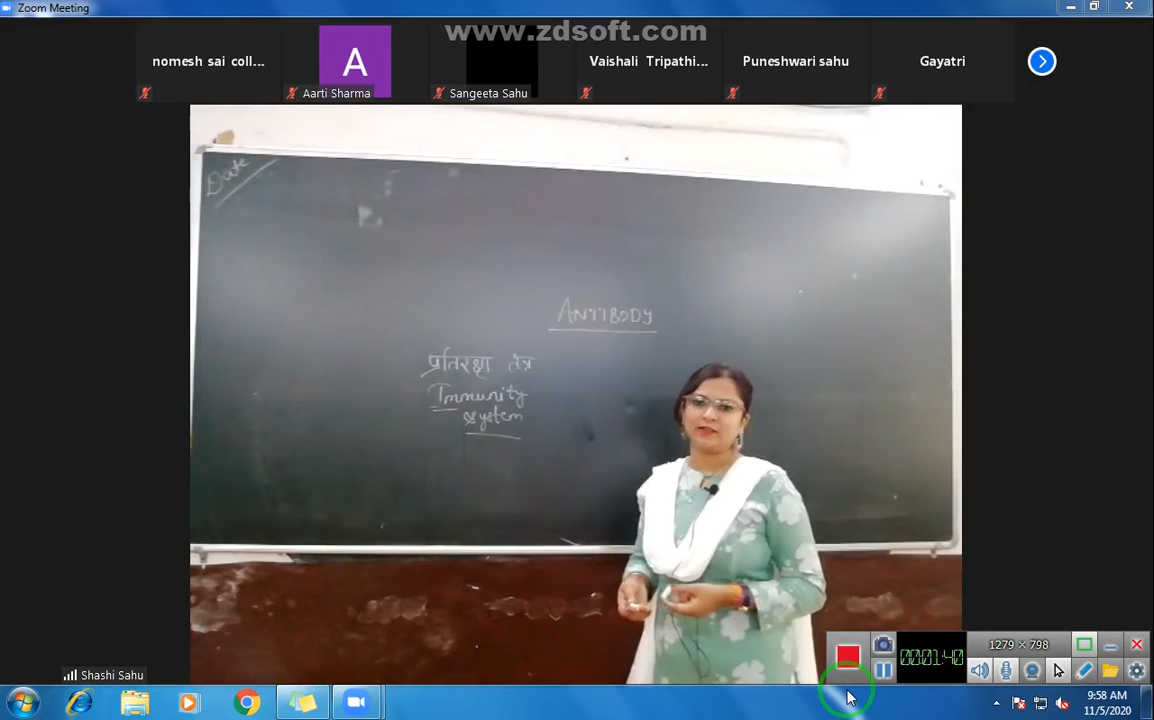 Zoom Meeting
www.zdsoft.com
nomesh sai coll...
Aarti Sharma
A
Sangeeta Sahu
Vaishali Tripathi...
Puneshwari sahu
Gayatri
Date
ANTIBODY
प्रतिरक्षा तंत्र
Immunity
system
Shashi Sahu
1279 × 798
00:01:40
9:58 AM
11/5/2020